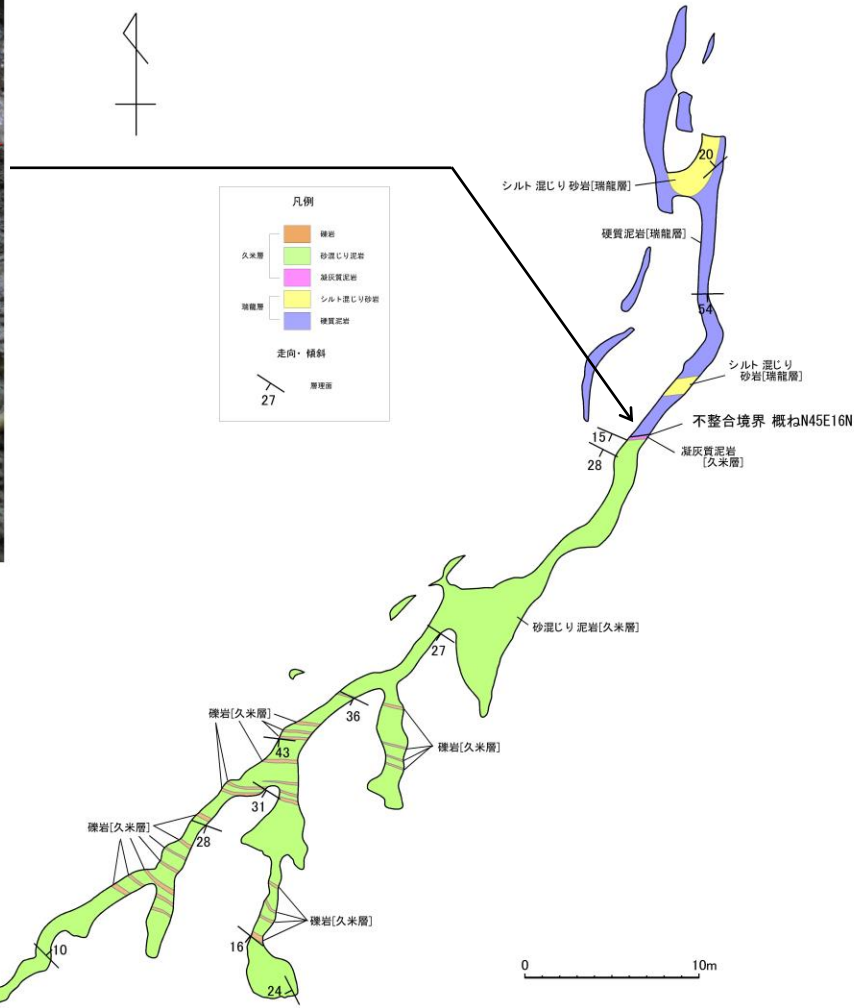 20
シルト 混じり 砂岩[瑞龍層]
硬質泥岩[瑞龍層]
凡例
久米層
礫岩
砂混じり泥岩
凝灰質泥岩
瑞龍層
シルト混じり砂岩
硬質泥岩
走向・傾斜
27
層理面
54
シルト 混じり
砂岩[瑞龍層]
不整合境界 概ねN45E16N
15
28
凝灰質泥岩
[久米層]
砂混じり 泥岩[久米層]
27
礫岩[久米層]
36
43
礫岩[久米層]
31
礫岩[久米層]
28
礫岩[久米層]
16
10
24
0
10m